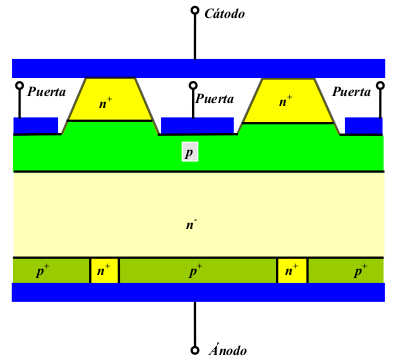 Cátodo
Puerta
Puerta
Puerta
n+
n+
p
n-
p+
n+
p+
n+
p+
Ánodo